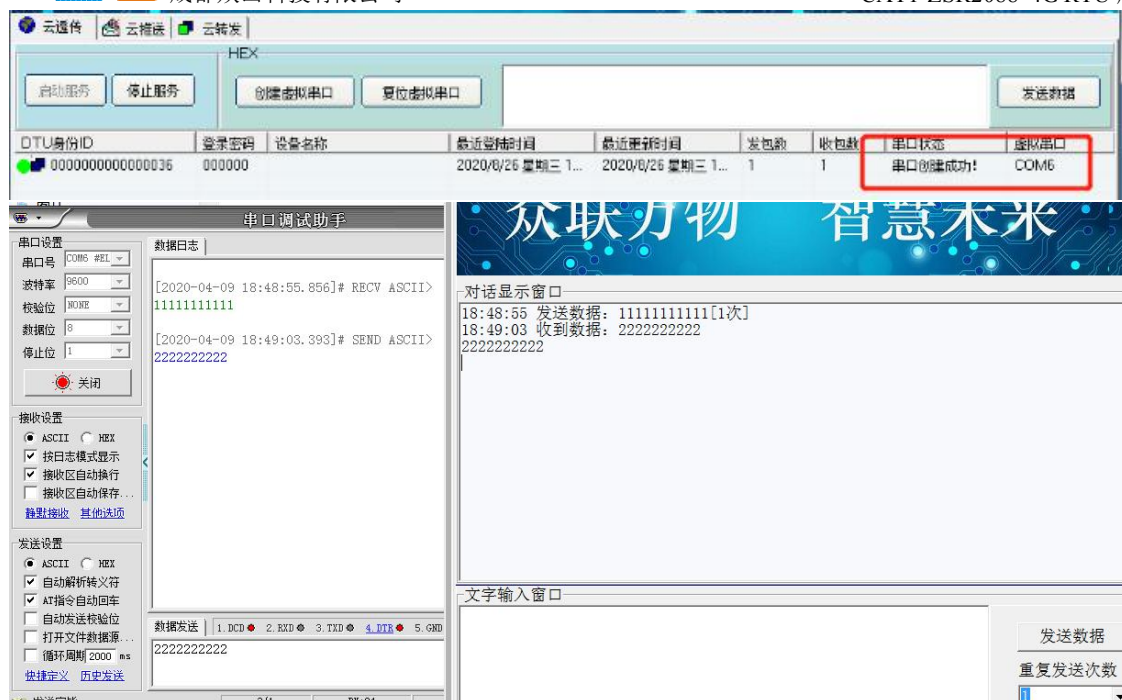 云透传 云推送 云转发
HEX
启动服务 停止服务 创建虚拟串口 复位虚拟串口 发送数据
DTU身份ID 登录密码 设备名称 最近登陆时间 最近更新时间 发包数 收包数 串口状态 虚拟串口
0000000000000036 000000 2020/8/26 星期三 1... 2020/8/26 星期三 1... 1 1 串口创建成功! COM6
串口调试助手
串口设置
串口号 COM6 #EL
波特率 9600
校验位 NONE
数据位 8
停止位 1
关闭
接收设置
ASCII HEX
按日志模式显示
接收区自动换行
接收区自动保存...
静默接收 其他选项
发送设置
ASCII HEX
自动解析转义符
AT指令自动回车
自动发送校验位
打开文件数据源...
循环周期 2000 ms
快捷定义 历史发送
数据日志
[2020-04-09 18:48:55.856]# RECV ASCII>
11111111111
[2020-04-09 18:49:03.393]# SEND ASCII>
2222222222
数据发送 1.DCD 2.RXD 3.TXD 4.DTR 5.GND
2222222222
众联万物 智慧未来
对话显示窗口
18:48:55 发送数据: 11111111111[1次]
18:49:03 收到数据: 2222222222
2222222222
文字输入窗口
发送数据
重复发送次数
1